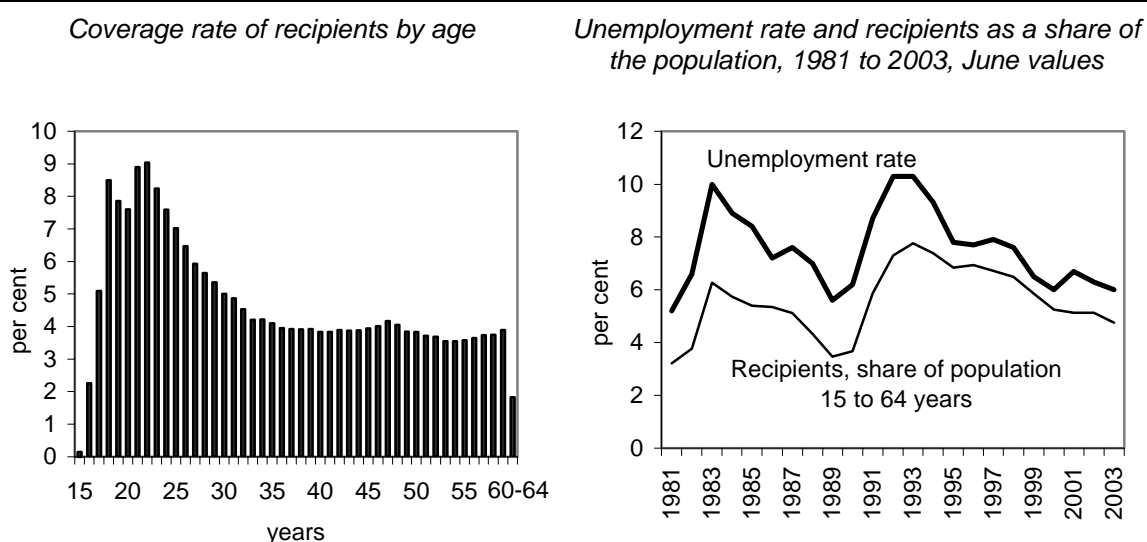 Coverage rate of recipients by age
10
9
8
7
6
5
4
3
2
1
0
per cent
15 20 25 30 35 40 45 50 55 60-64
years
Unemployment rate and recipients as a share of
the population, 1981 to 2003, June values
12
10
8
6
4
2
0
per cent
Unemployment rate
Recipients, share of population
15 to 64 years
1981 1983 1985 1987 1989 1991 1993 1995 1997 1999 2001 2003